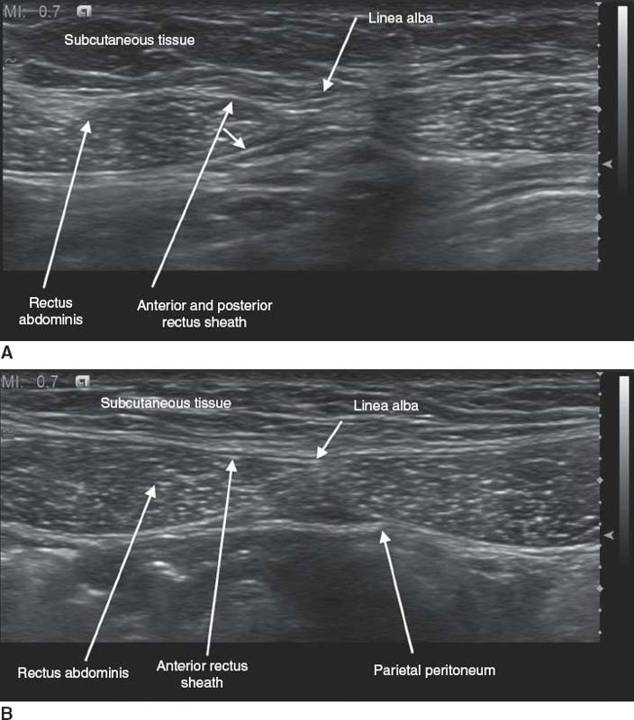 MI: 0.7
Linea alba
Subcutaneous tissue
Rectus
abdominis
Anterior and posterior
rectus sheath
A
MI: 0.7
Subcutaneous tissue
Linea alba
Rectus abdominis
Anterior rectus
sheath
Parietal peritoneum
B